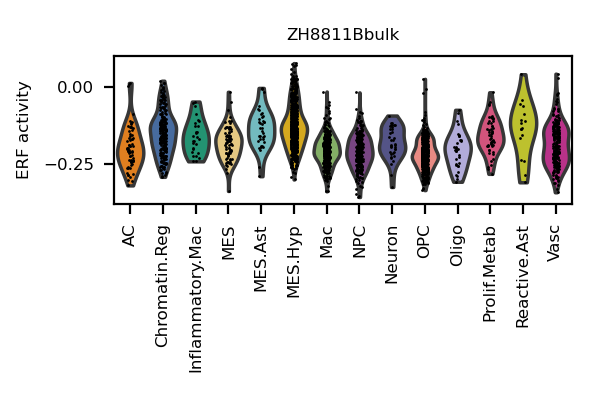 ZH8811Bbulk
ERF activity
0.00
−0.25
AC
Chromatin.Reg
Inflammatory.Mac
MES
MES.Ast
MES.Hyp
Mac
NPC
Neuron
OPC
Oligo
Prolif.Metab
Reactive.Ast
Vasc